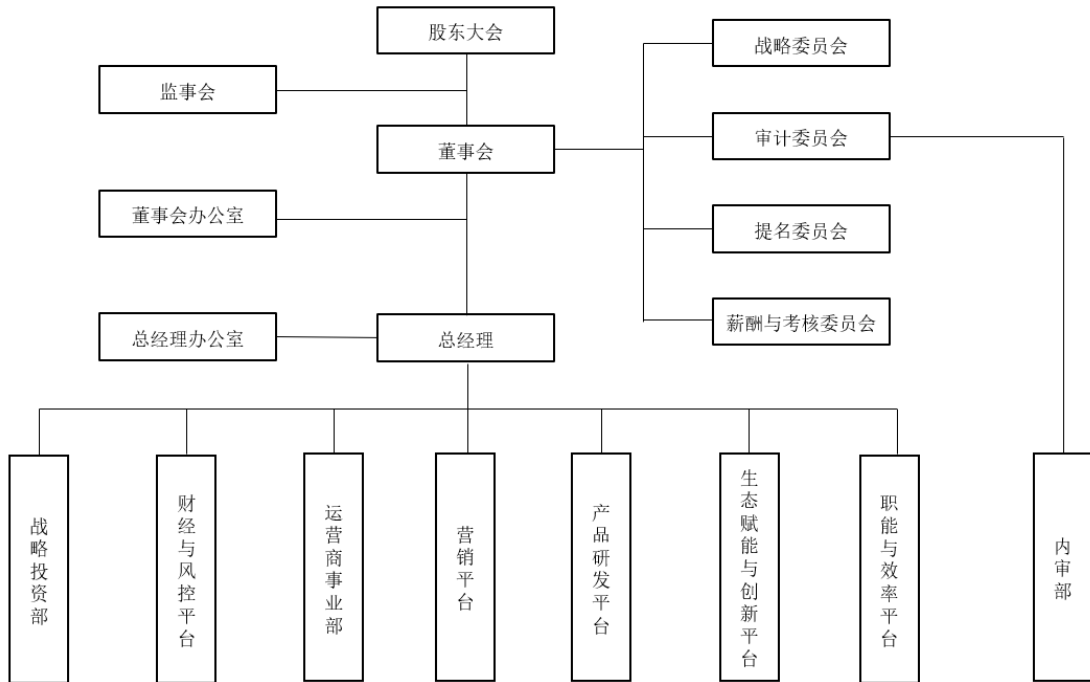 股东大会
战略委员会
监事会
董事会
审计委员会
董事会办公室
提名委员会
总经理办公室
总经理
薪酬与考核委员会
战略投资部
财经与风控平台
运营商事业部
营销平台
产品研发平台
生态赋能与创新平台
职能与效率平台
内审部